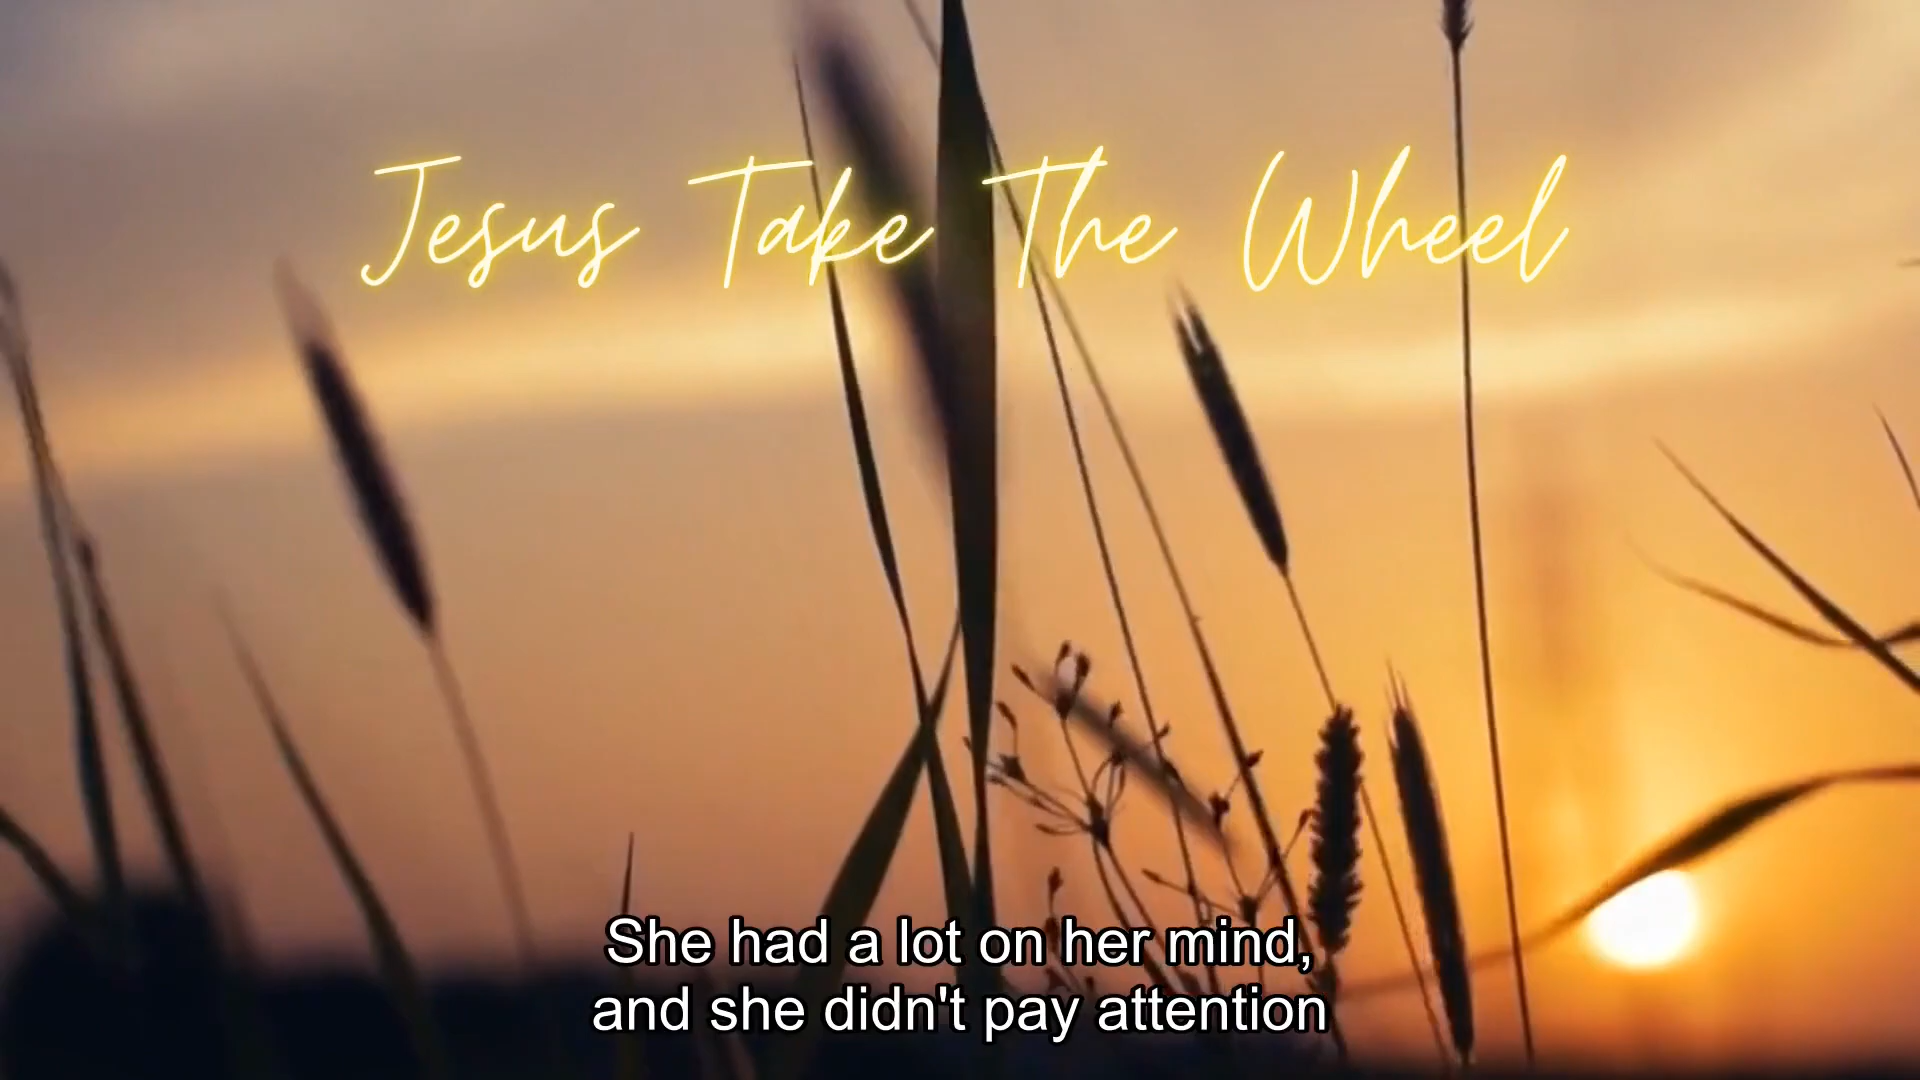 Jesus Take The Wheel
She had a lot on her mind,
and she didn't pay attention